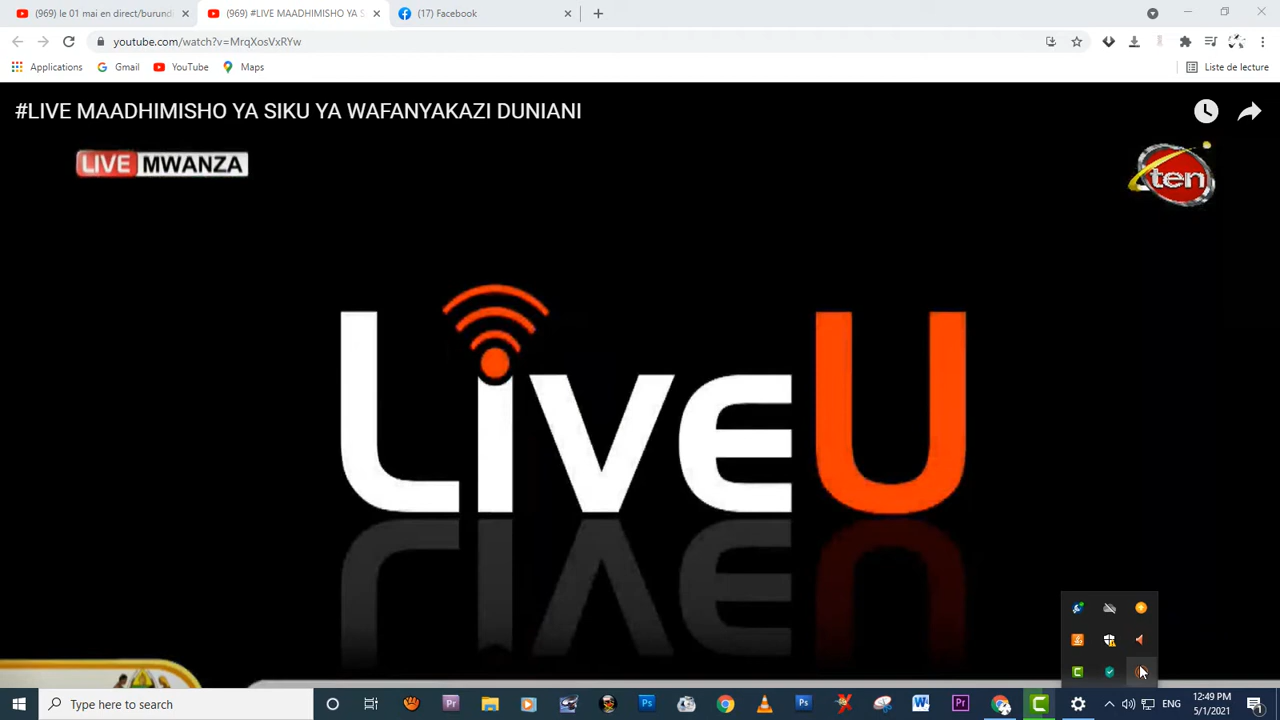 (969) le 01 mai en direct/burund
(969) #LIVE MAADHIMISHO YA S
(17) Facebook
youtube.com/watch?v=MrqXosVxRYw
Applications
Gmail
YouTube
Maps
Liste de lecture
#LIVE MAADHIMISHO YA SIKU YA WAFANYAKAZI DUNIANI
LIVE MWANZA
ten
LiveU
Type here to search
ENG
12:49 PM
5/1/2021